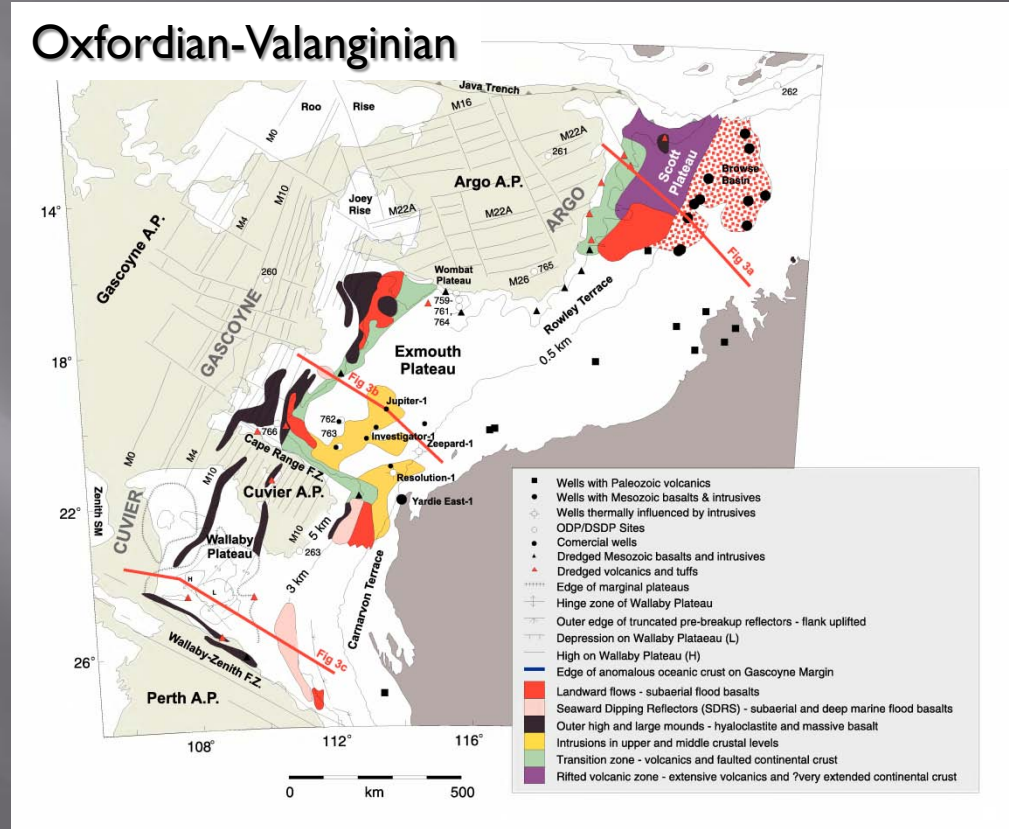 Oxfordian-Valanginian
Java Trench
262
Roo Rise
M16
M0
M22A
261
M10
Argo A.P.
Scott
Plateau
Browse
Basin
Joey
Rise
ARGO
14°
M4
M22A
M22A
Gascoyne A.P.
260
GASCOYNE
Wombat
Plateau
M26
765
759-
761,
764
Fig 3a
Rowley Terrace
Exmouth
Plateau
0.5 km
18°
Fig 3b
Jupiter-1
762
763
Investigator-1
766
Zeepard-1
Cape Range F.Z.
M0
M4
M10
Resolution-1
Cuvier A.P.
Yardie East-1
Zenith SM
22°
CUVIER
M10
5 km
Wallaby
Plateau
263
3 km
H
L
Carnarvon Terrace
Fig 3c
Wallaby-Zenith F.Z.
26°
Perth A.P.
108°
112°
116°
0 km 500
Wells with Paleozoic volcanics
Wells with Mesozoic basalts & intrusives
Wells thermally influenced by intrusives
ODP/DSDP Sites
Comercial wells
Dredged Mesozoic basalts and intrusives
Dredged volcanics and tuffs
Edge of marginal plateaus
Hinge zone of Wallaby Plateau
Outer edge of truncated pre-breakup reflectors - flank uplifted
Depression on Wallaby Plataeau (L)
High on Wallaby Plateau (H)
Edge of anomalous oceanic crust on Gascoyne Margin
Landward flows - subaerial flood basalts
Seaward Dipping Reflectors (SDRS) - subaerial and deep marine flood basalts
Outer high and large mounds - hyaloclastite and massive basalt
Intrusions in upper and middle crustal levels
Transition zone - volcanics and faulted continental crust
Rifted volcanic zone - extensive volcanics and ?very extended continental crust